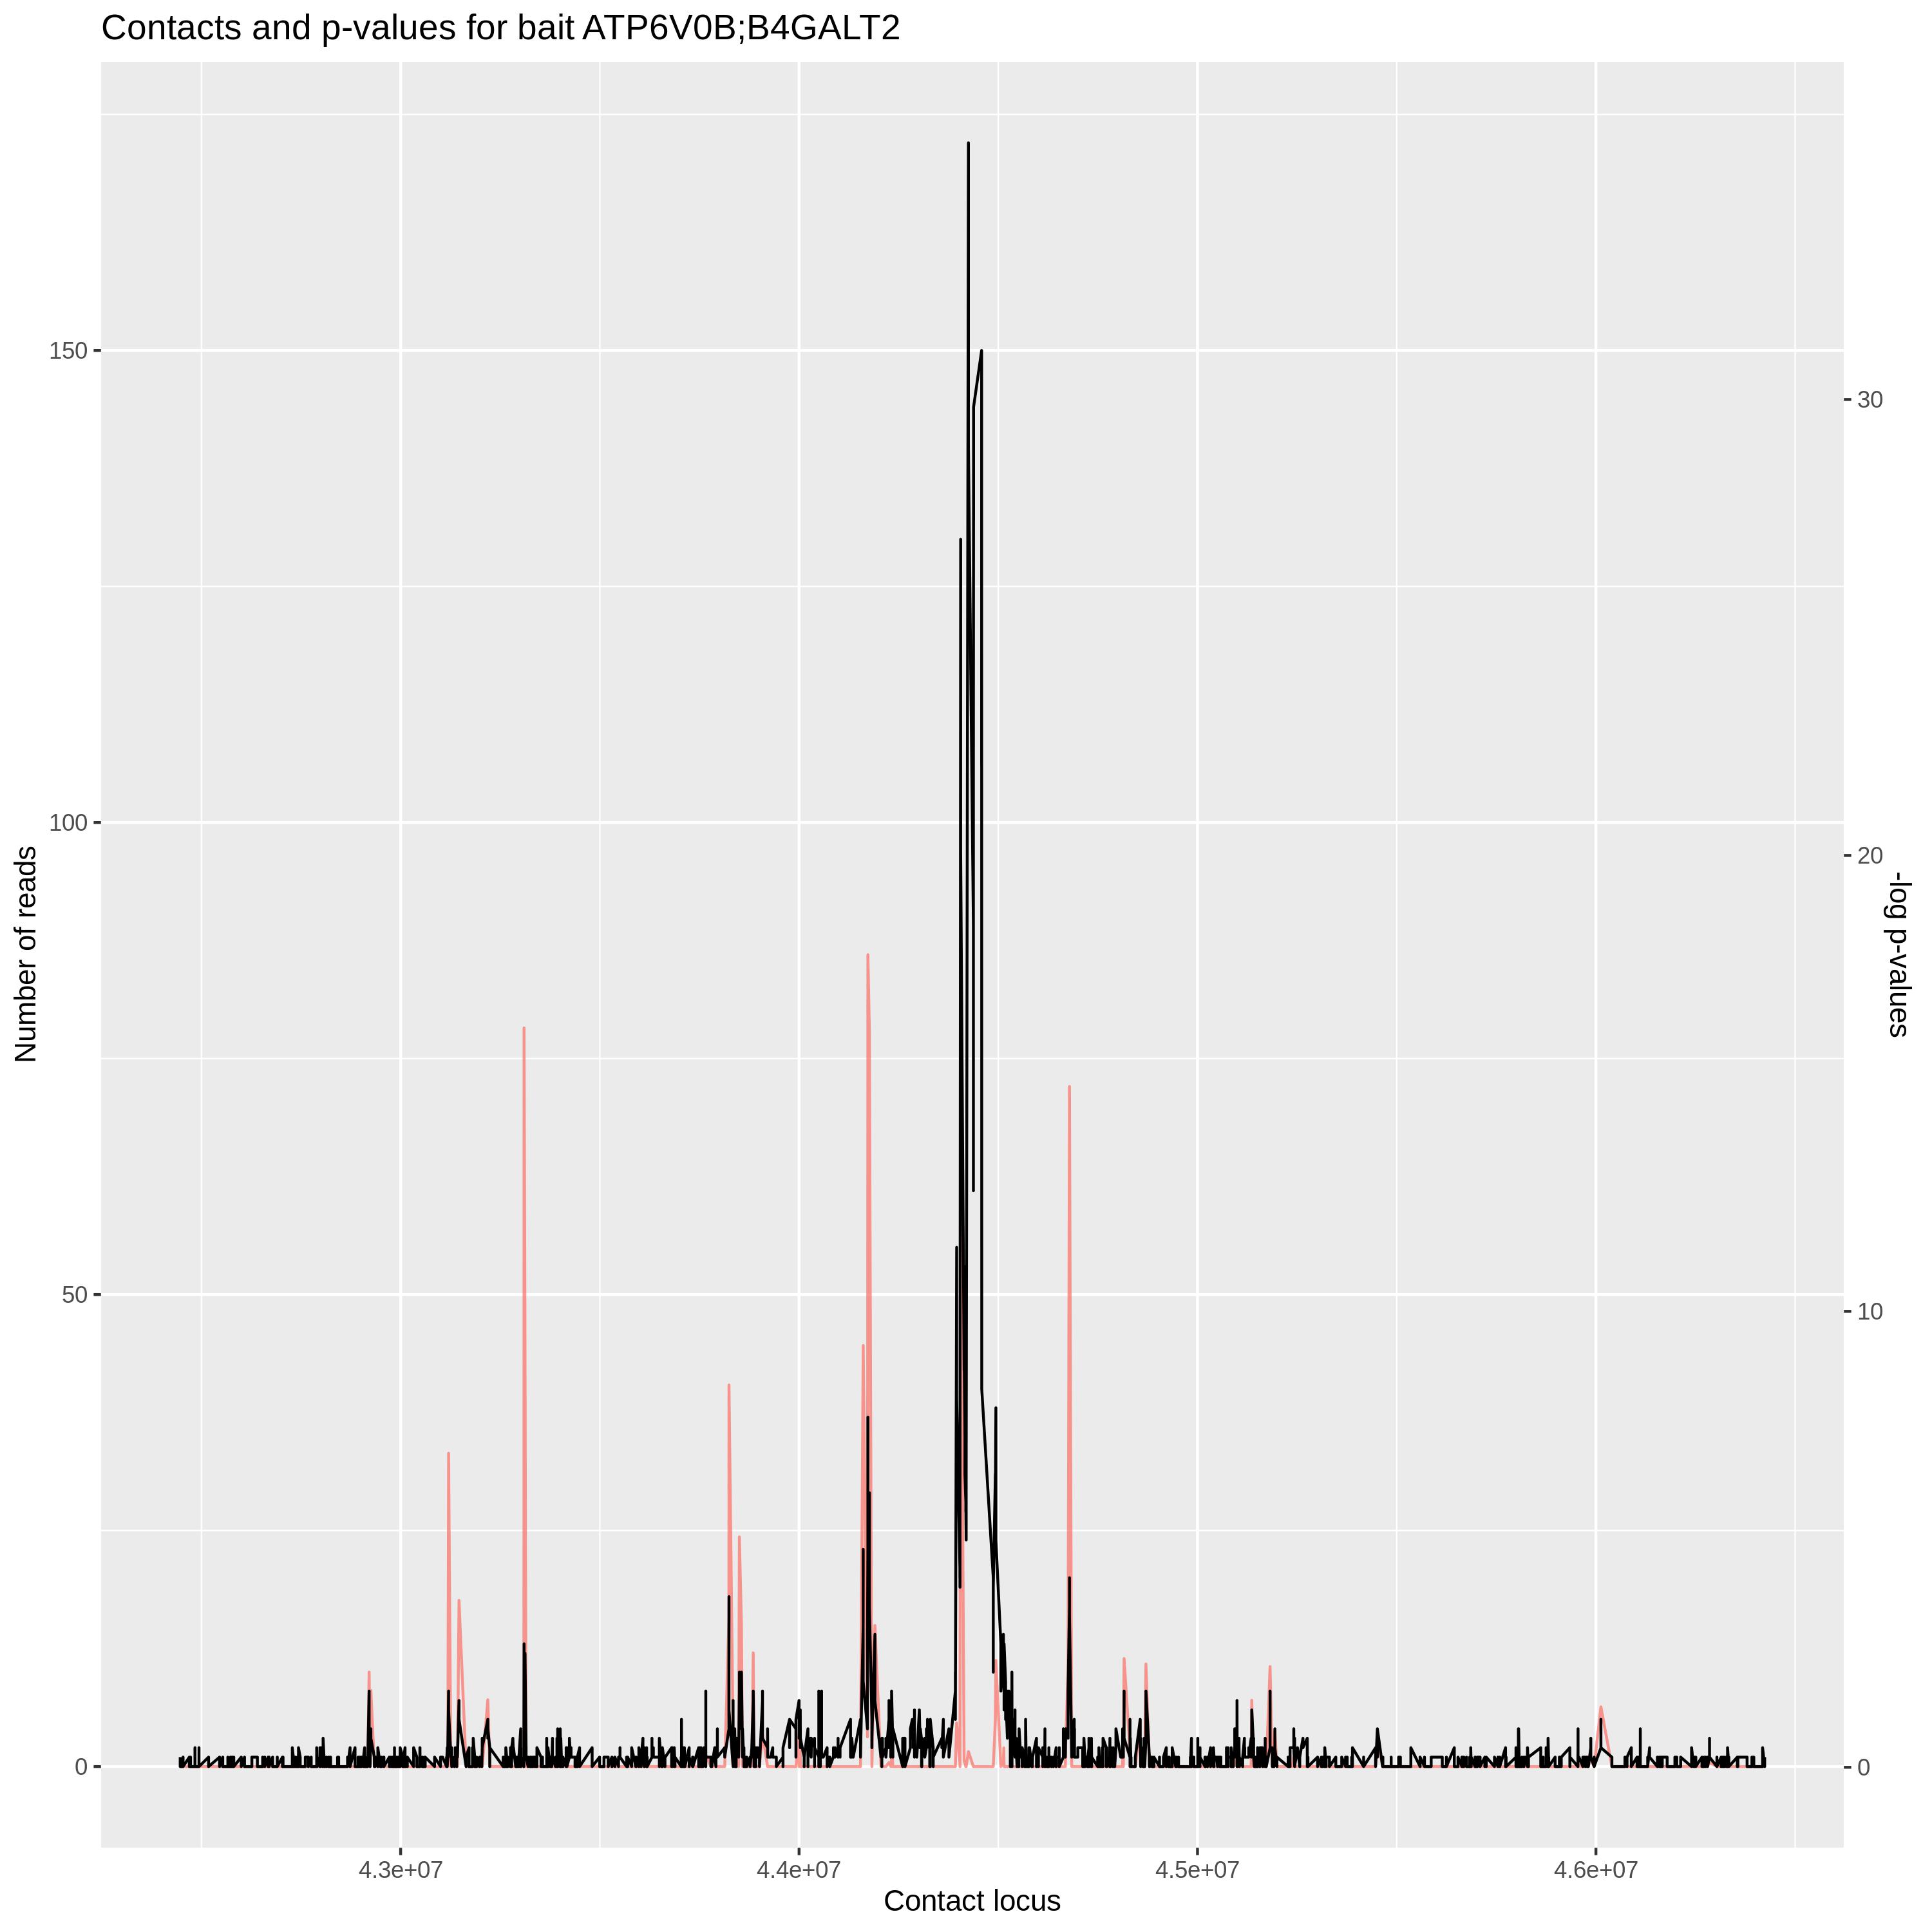 Contacts and p-values for bait ATP6V0B;B4GALT2
150
100
50
0
Number of reads
30
20
10
0
-log p-values
4.3e+07 4.4e+07 4.5e+07 4.6e+07
Contact locus